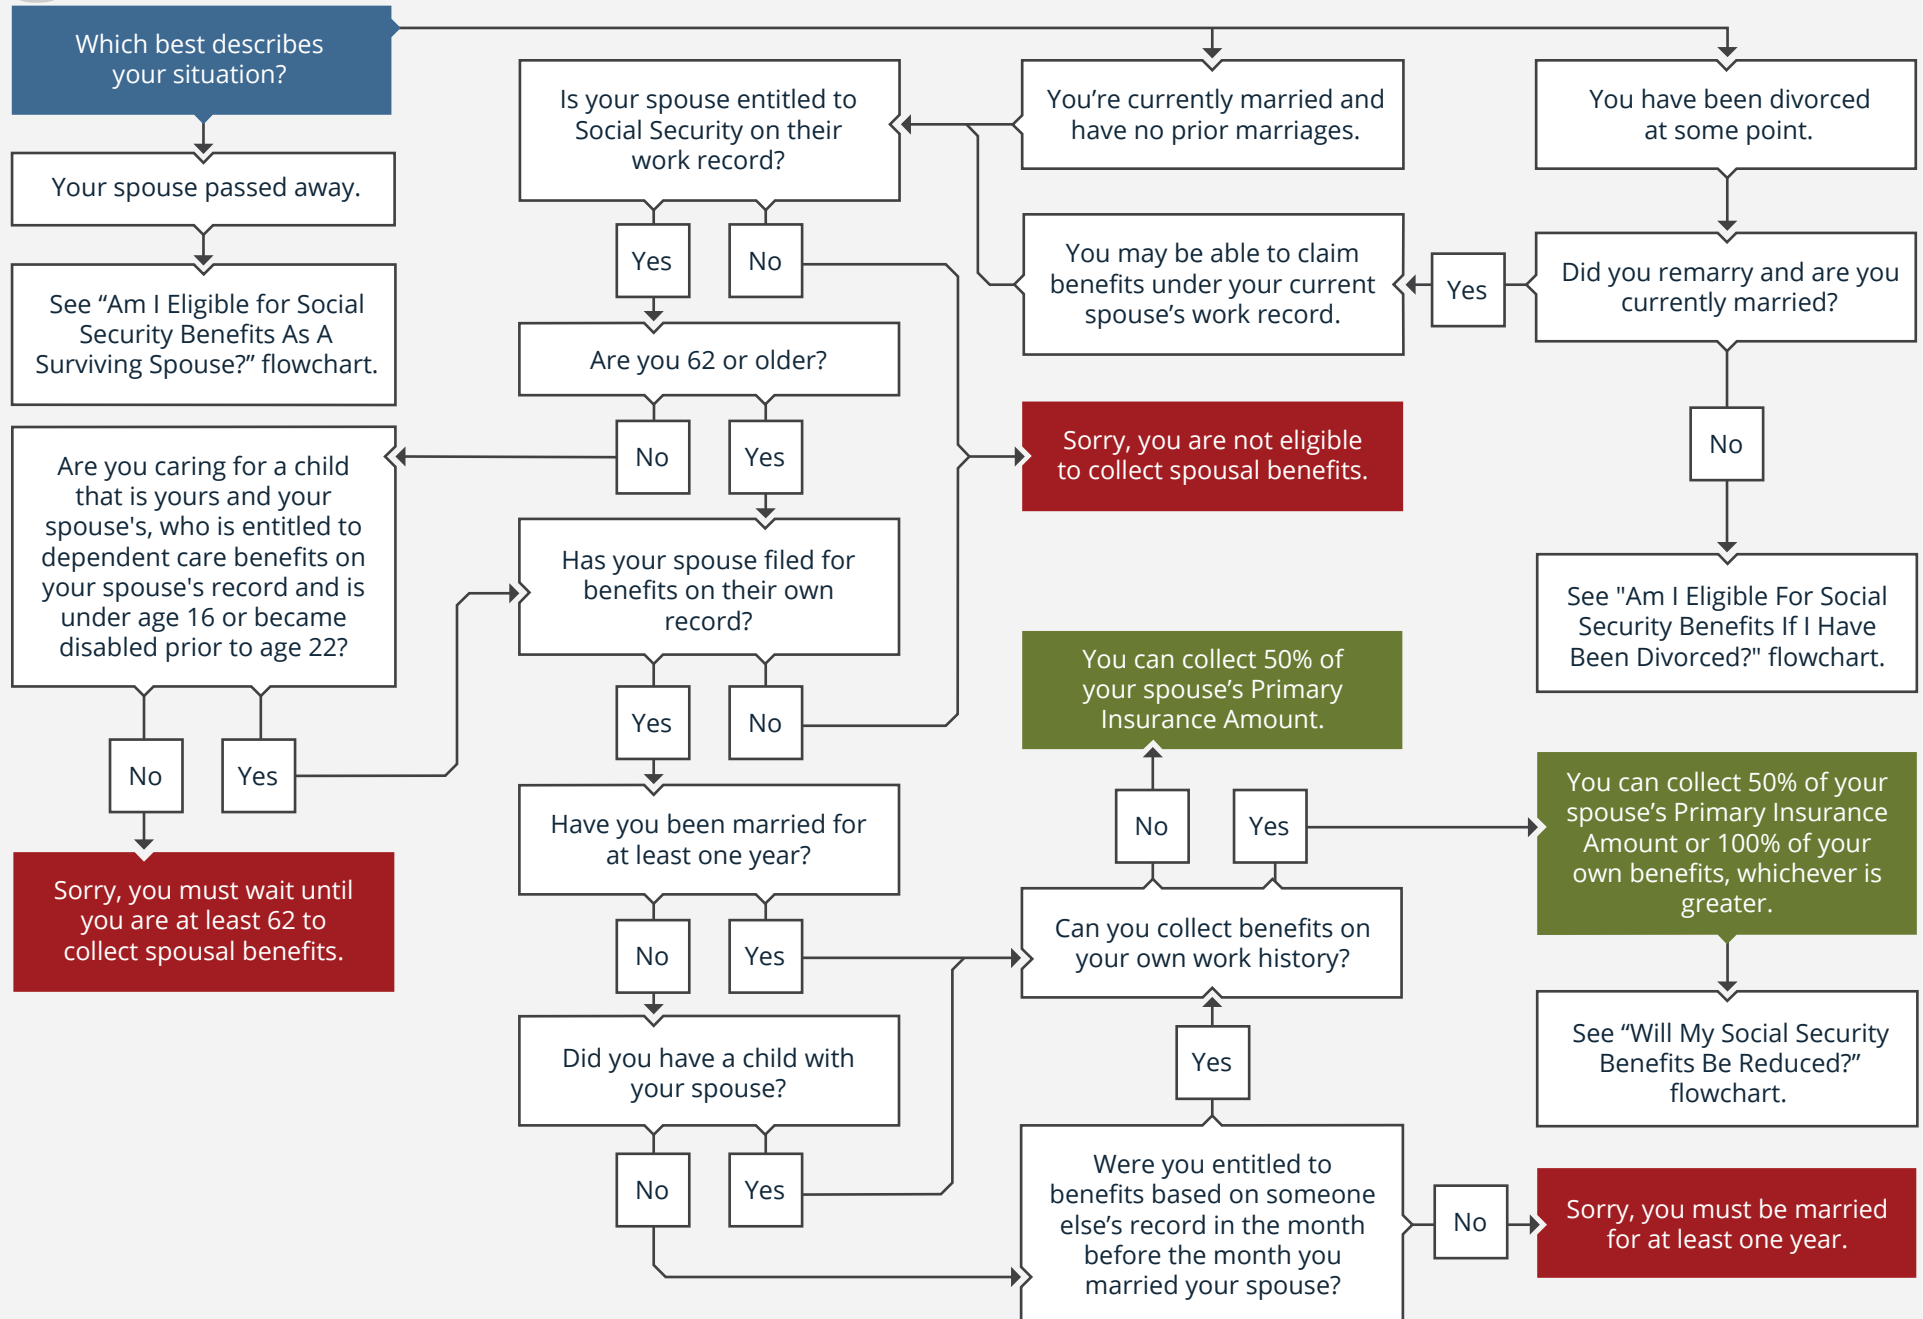 Which best describes
your situation?
Your spouse passed away.
See “Am I Eligible for Social
Security Benefits As A
Surviving Spouse?” flowchart.
Are you caring for a child
that is yours and your
spouse's, who is entitled to
dependent care benefits on
your spouse's record and is
under age 16 or became
disabled prior to age 22?
No
Yes
Sorry, you must wait until
you are at least 62 to
collect spousal benefits.
Is your spouse entitled to
Social Security on their
work record?
Yes
No
Are you 62 or older?
No
Yes
Has your spouse filed for
benefits on their own
record?
Yes
No
Have you been married for
at least one year?
No
Yes
Did you have a child with
your spouse?
No
Yes
You’re currently married and
have no prior marriages.
You may be able to claim
benefits under your current
spouse’s work record.
Yes
Sorry, you are not eligible
to collect spousal benefits.
You can collect 50% of
your spouse’s Primary
Insurance Amount.
No
Yes
Can you collect benefits on
your own work history?
Yes
Were you entitled to
benefits based on someone
else’s record in the month
before the month you
married your spouse?
No
You have been divorced
at some point.
Did you remarry and are you
currently married?
No
See "Am I Eligible For Social
Security Benefits If I Have
Been Divorced?" flowchart.
You can collect 50% of your
spouse’s Primary Insurance
Amount or 100% of your
own benefits, whichever is
greater.
See “Will My Social Security
Benefits Be Reduced?”
flowchart.
Sorry, you must be married
for at least one year.